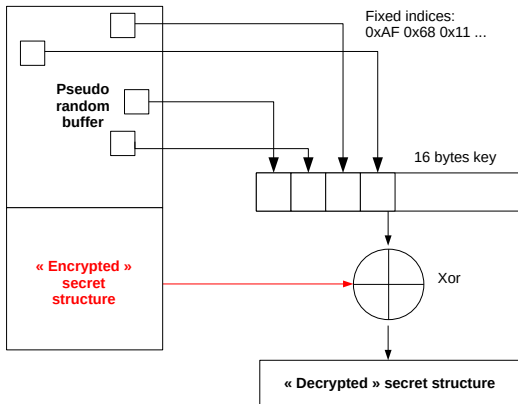 Fixed indices:
0xAF 0x68 0x11 ...
Pseudo
random
buffer
16 bytes key
« Encrypted »
secret
structure
Xor
« Decrypted » secret structure